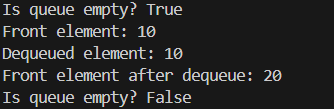 Is queue empty? True
Front element: 10
Dequeued element: 10
Front element after dequeue: 20
Is queue empty? False